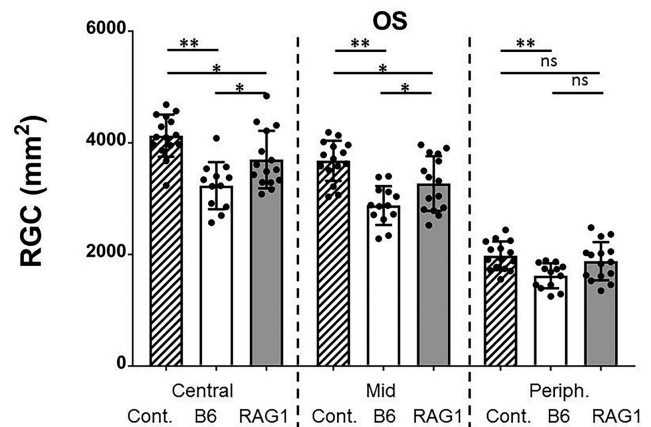 OS
RGC (mm²)
6000
4000
2000
0
** ** **
* * ns
* * ns
Central Mid Periph.
Cont. B6 RAG1 Cont. B6 RAG1 Cont. B6 RAG1